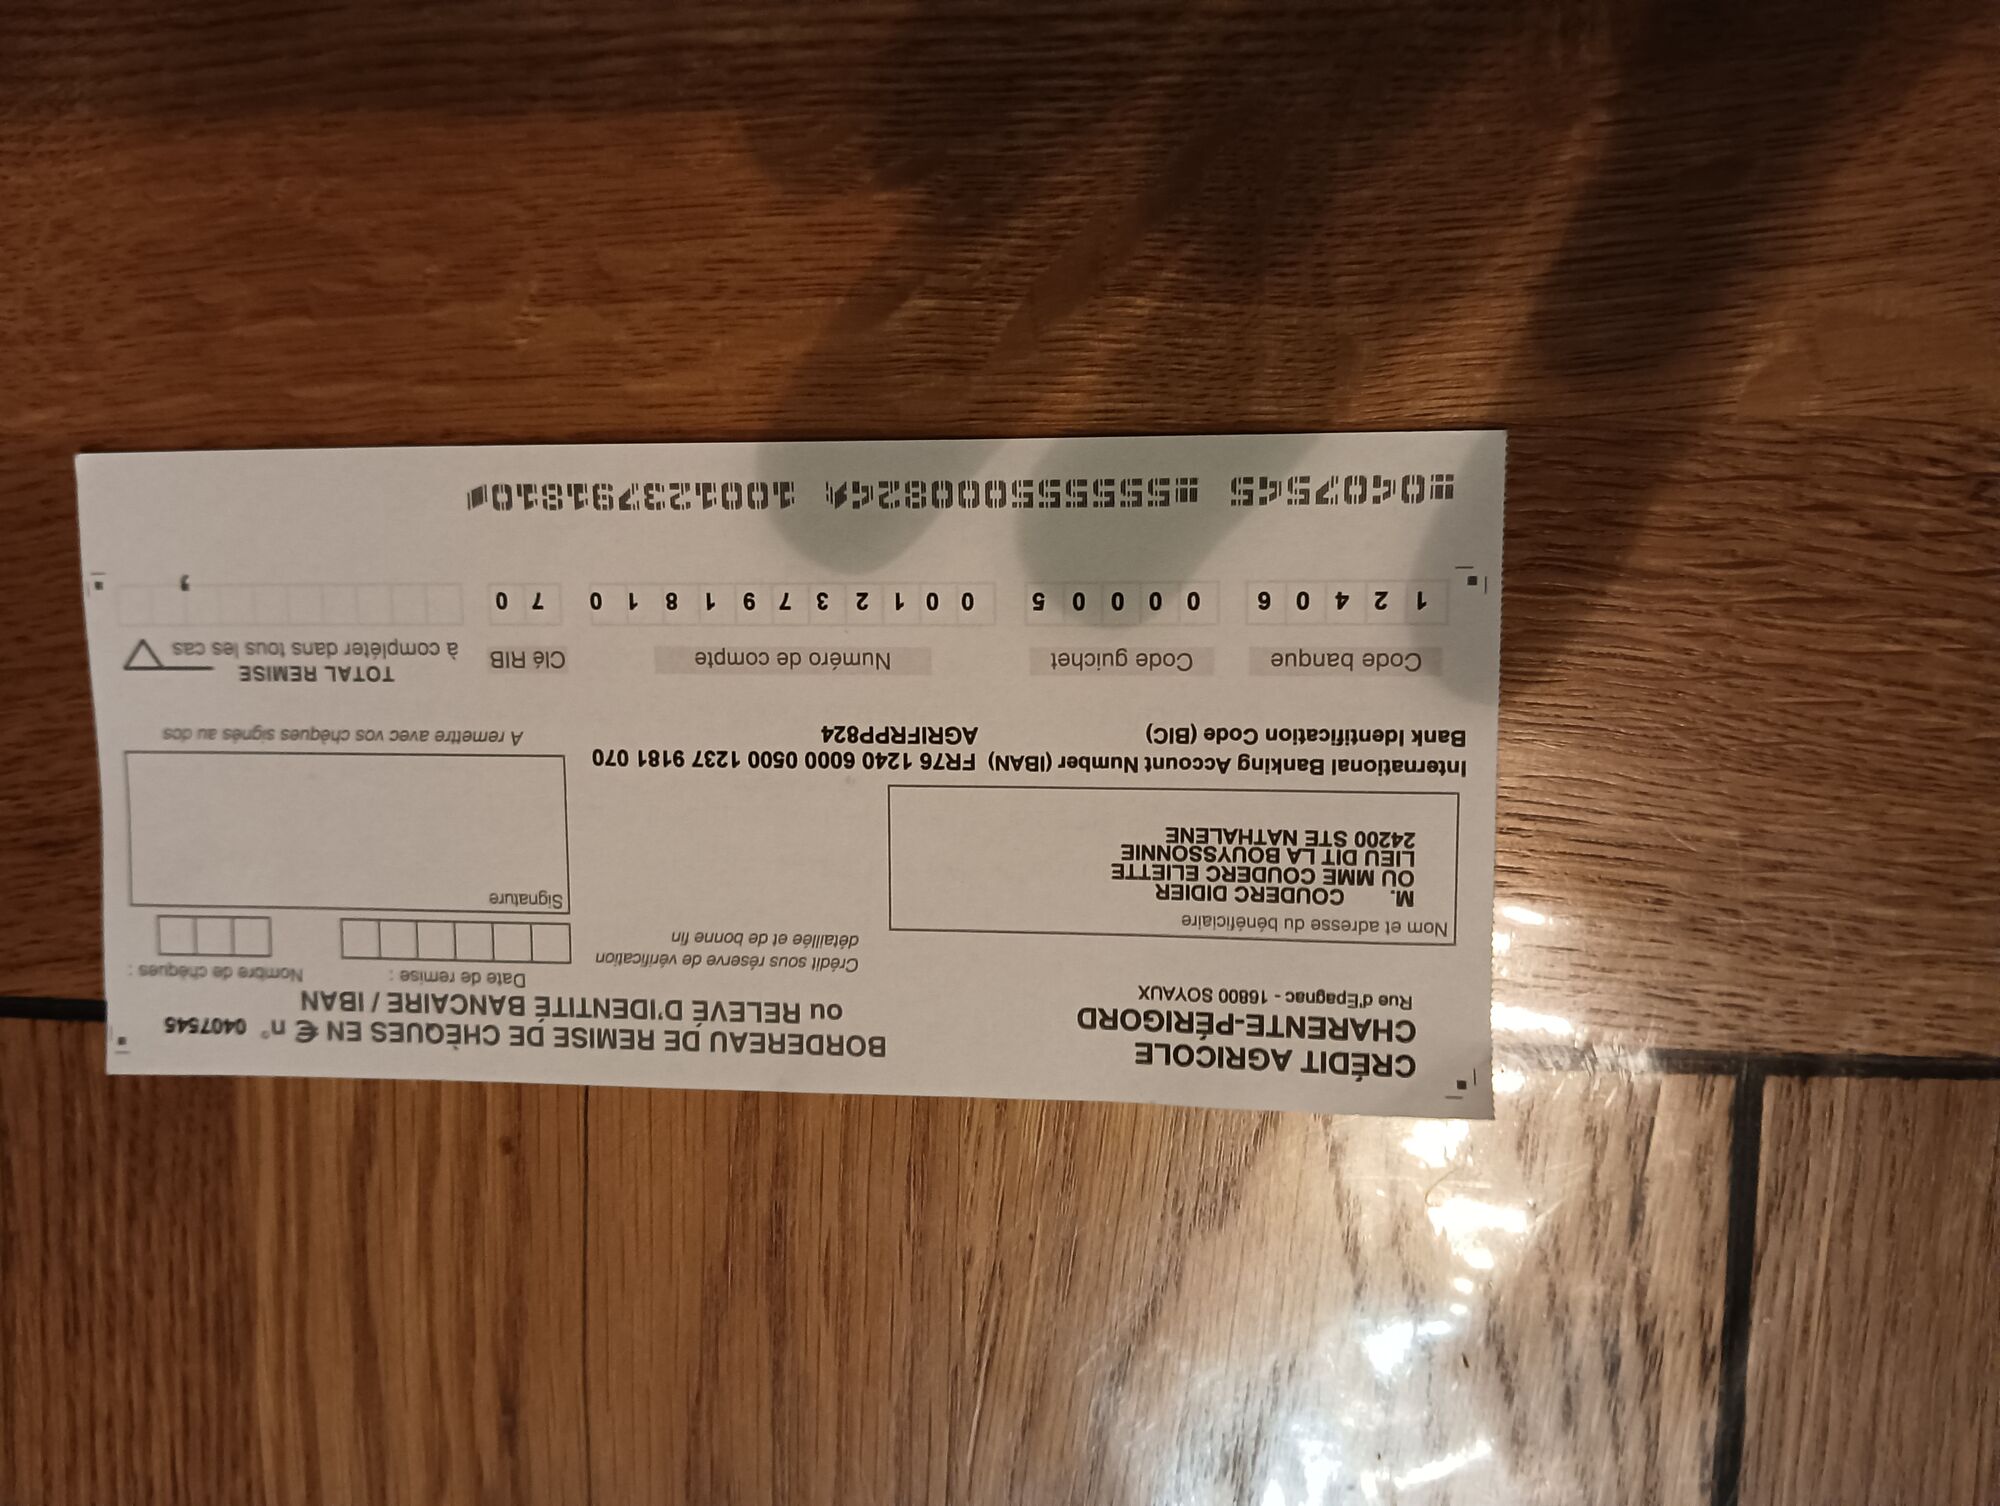 CRÉDIT AGRICOLE
CHARENTE-PÉRIGORD
Rue d'Epagnac - 16800 SOYAUX
BORDEREAU DE REMISE DE CHÈQUES EN € n° 0407545
ou RELEVÉ D'IDENTITÉ BANCAIRE / IBAN
Crédit sous réserve de vérification
détaillée et de bonne fin
Date de remise :
Nombre de chèques :
Nom et adresse du bénéficiaire
M. COUDERC DIDIER
OU MME COUDERC ELIETTE
LIEU DIT LA BOUYSSONNIE
24200 STE NATHALENE
Signature
International Banking Account Number (IBAN) FR76 1240 6000 0500 1237 9181 070
Bank Identification Code (BIC) AGRIFRPP824
A remettre avec vos chèques signés au dos
Code banque Code guichet Numéro de compte Clé RIB
TOTAL REMISE
à compléter dans tous les cas
1 2 4 0 6 0 0 0 0 5 0 0 1 2 3 7 9 1 8 1 0 7 0 ,
⑈0407545 ⑈555555500008244 100123791810⑈